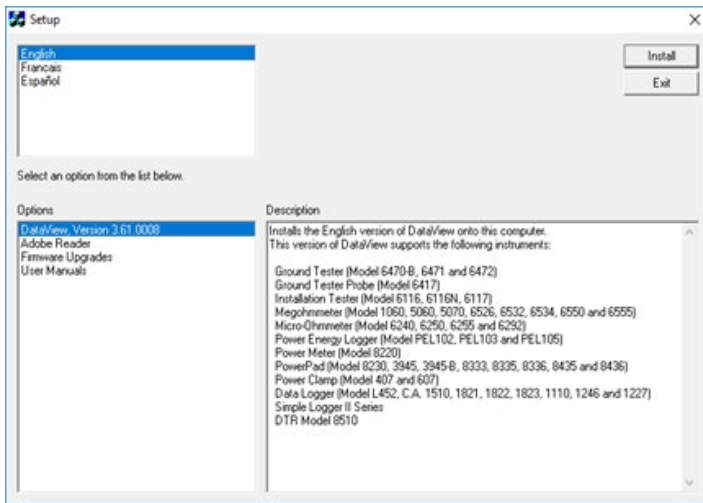 Setup
English
Francais
Español
Install
Exit
Select an option from the list below.
Options
DataView, Version 3.61.0008
Adobe Reader
Firmware Upgrades
User Manuals
Description
Installs the English version of DataView onto this computer.
This version of DataView supports the following instruments:
Ground Tester (Model 6470-B, 6471 and 6472)
Ground Tester Probe (Model 6417)
Installation Tester (Model 6116, 6116N, 6117)
Megohmmeter (Model 1060, 5060, 5070, 6526, 6532, 6534, 6550 and 6555)
Micro-Ohmmeter (Model 6240, 6250, 6255 and 6292)
Power Energy Logger (Model PEL102, PEL103 and PEL105)
Power Meter (Model 8220)
PowerPad (Model 8230, 3945, 3945-B, 8333, 8335, 8336, 8435 and 8436)
Power Clamp (Model 407 and 607)
Data Logger (Model L452, C.A. 1510, 1821, 1822, 1823, 1110, 1246 and 1227)
Simple Logger II Series
DTR Model 8510